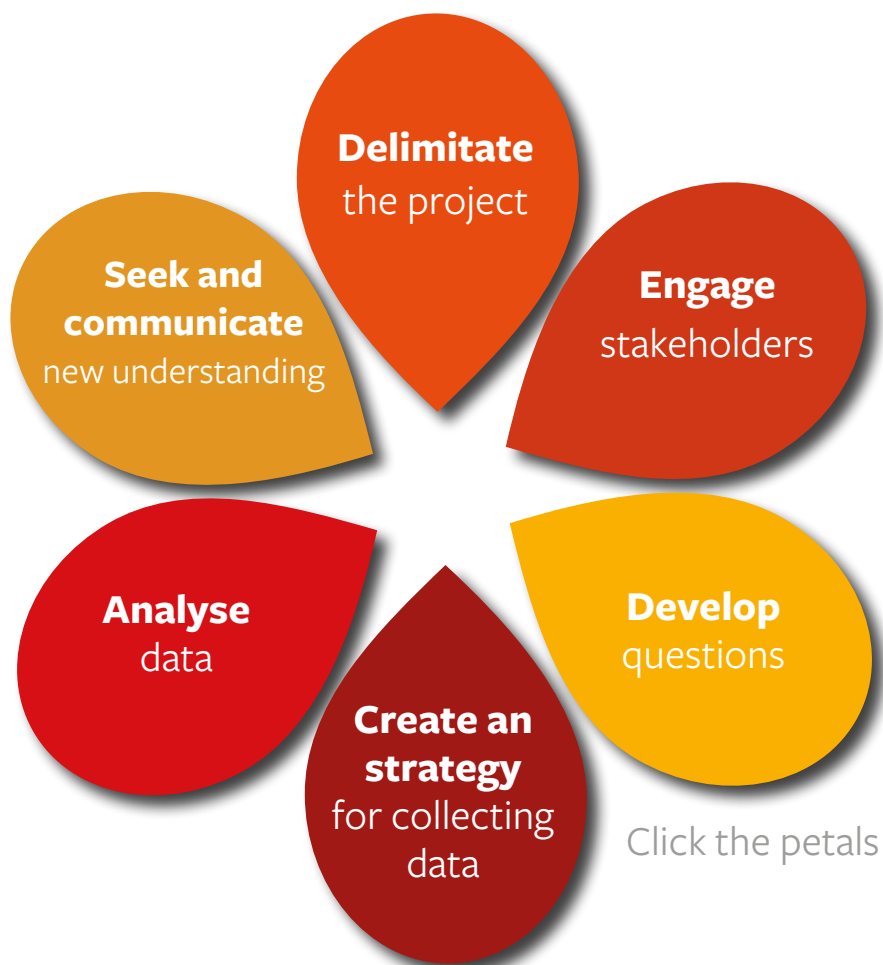 Delimitate
the project
Engage
stakeholders
Develop
questions
Create an
strategy
for collecting
data
Analyse
data
Seek and
communicate
new understanding
Click the petals